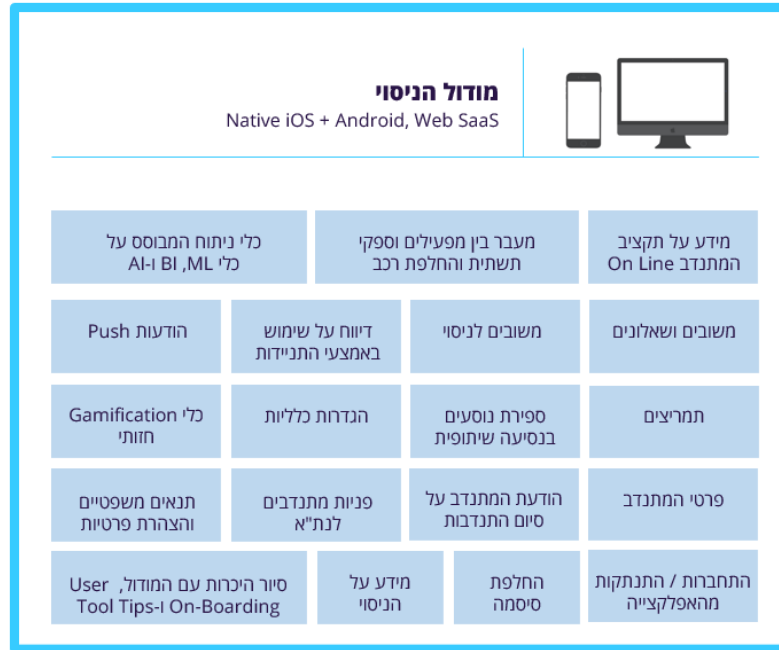 מודול הניסוי
Native iOS + Android, Web SaaS
מידע על תקציב
המתנדב On Line
מעבר בין מפעילים וספקי
תשתית והחלפת רכב
כלי ניתוח המבוסס על
כלי BI ,ML ו-AI
משובים ושאלונים
משובים לניסוי
דיווח על שימוש
באמצעי התניידות
הודעות Push
תמריצים
ספירת נוסעים
בנסיעה שיתופית
הגדרות כלליות
כלי Gamification
חזותי
פרטי המתנדב
הודעת המתנדב על
סיום התנדבות
פניות מתנדבים
לנת"א
תנאים משפטיים
והצהרת פרטיות
התחברות / התנתקות
מהאפלקצייה
החלפת
סיסמה
מידע על
הניסוי
סיור היכרות עם המודול, User
On-Boarding ו-Tool Tips